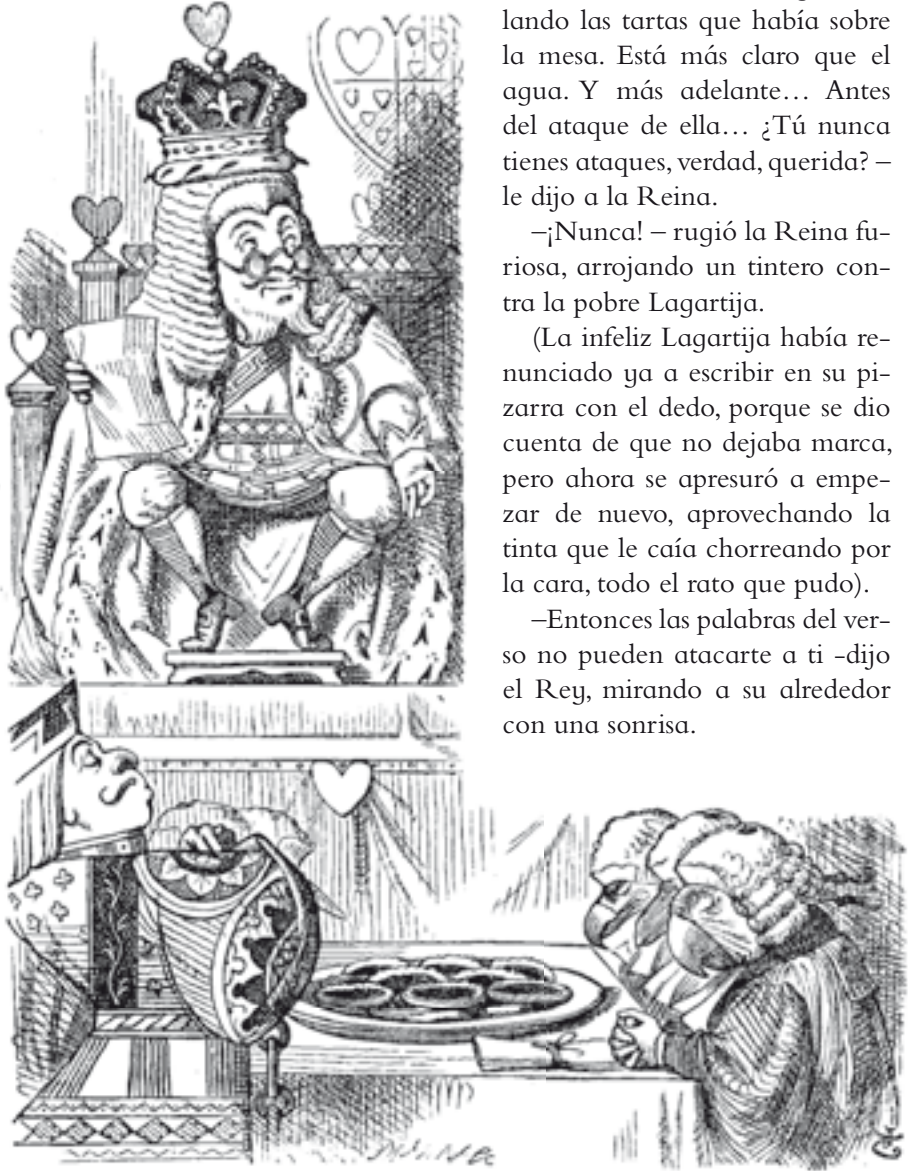 lando las tartas que había sobre
la mesa. Está más claro que el
agua. Y más adelante… Antes
del ataque de ella… ¿Tú nunca
tienes ataques, verdad, querida? –
le dijo a la Reina.
–¡Nunca! – rugió la Reina fu-
riosa, arrojando un tintero con-
tra la pobre Lagartija.
(La infeliz Lagartija había re-
nunciado ya a escribir en su pi-
zarra con el dedo, porque se dio
cuenta de que no dejaba marca,
pero ahora se apresuró a empe-
zar de nuevo, aprovechando la
tinta que le caía chorreando por
la cara, todo el rato que pudo).
–Entonces las palabras del ver-
so no pueden atacarte a ti -dijo
el Rey, mirando a su alrededor
con una sonrisa.